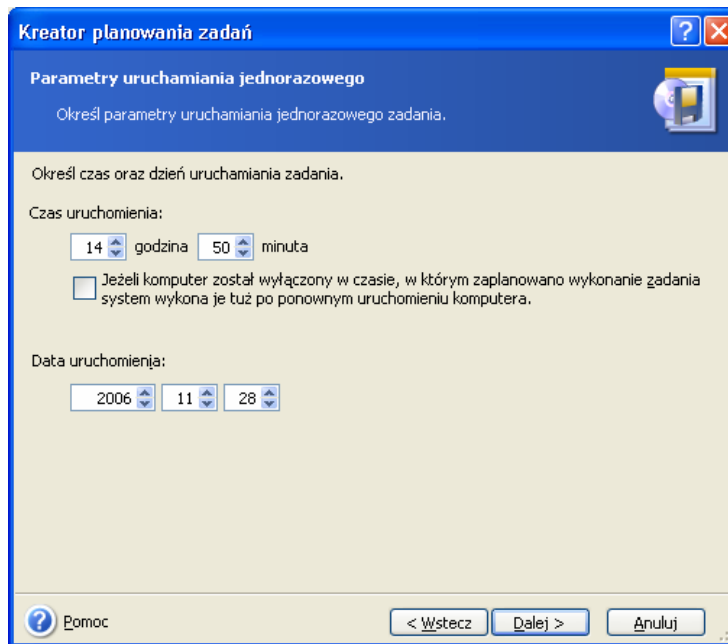 Kreator planowania zadań
Parametry uruchamiania jednorazowego
Określ parametry uruchamiania jednorazowego zadania.
Określ czas oraz dzień uruchamiania zadania.
Czas uruchomienia:
14 godzina 50 minuta
Jeżeli komputer został wyłączony w czasie, w którym zaplanowano wykonanie zadania
system wykona je tuż po ponownym uruchomieniu komputera.
Data uruchomienia:
2006 11 28
Pomoc < Wstecz Dalej > Anuluj